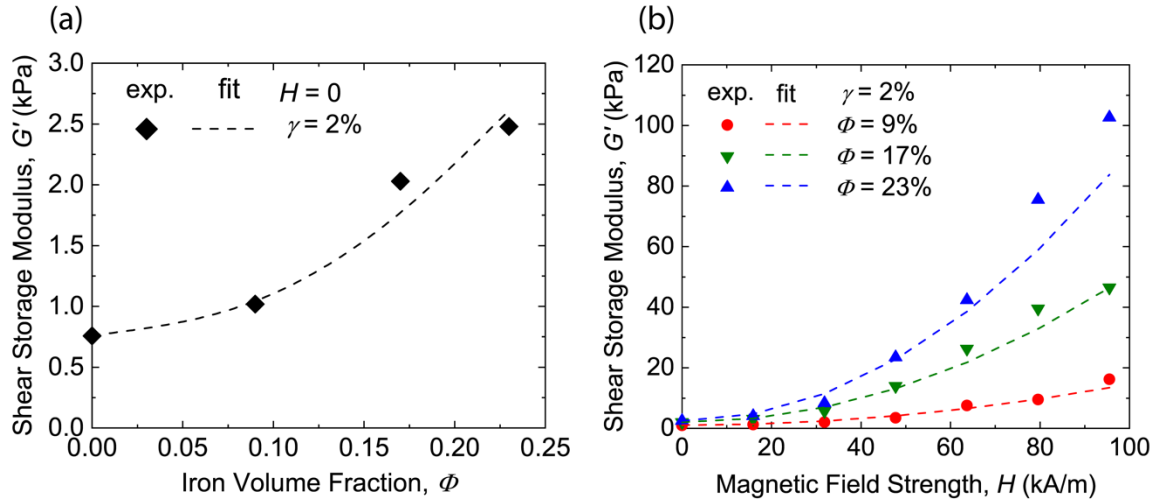 (a)
3.0
2.5
2.0
1.5
1.0
0.5
0.0
Shear Storage Modulus, G′ (kPa)
exp. fit H = 0
γ = 2%
0.00 0.05 0.10 0.15 0.20 0.25
Iron Volume Fraction, Φ
(b)
120
100
80
60
40
20
0
Shear Storage Modulus, G′ (kPa)
exp. fit γ = 2%
Φ = 9%
Φ = 17%
Φ = 23%
0 20 40 60 80 100
Magnetic Field Strength, H (kA/m)